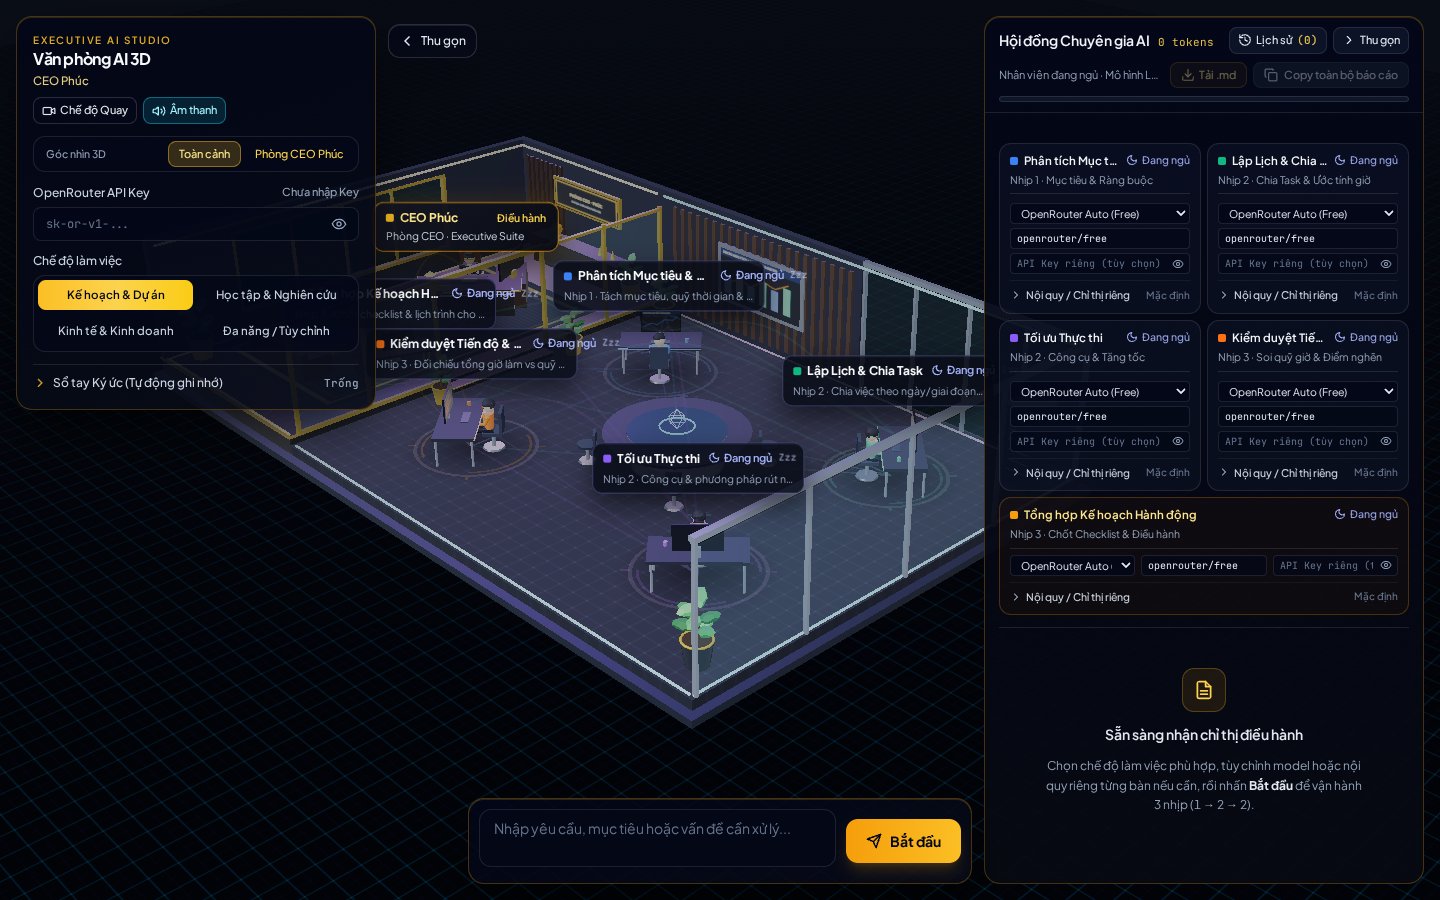 EXECUTIVE AI STUDIO
Văn phòng AI 3D
CEO Phúc
Chế độ Quay
Âm thanh
Góc nhìn 3D
Toàn cảnh
Phòng CEO Phúc
OpenRouter API Key
Chưa nhập Key
sk-or-v1-...
Chế độ làm việc
Kế hoạch & Dự án
Học tập & Nghiên cứu
Kinh tế & Kinh doanh
Đa năng / Tùy chỉnh
Sổ tay Ký ức (Tự động ghi nhớ)
Trống
Thu gọn
CEO Phúc
Điều hành
Phòng CEO · Executive Suite
Phân tích Mục tiêu & ...
Đang ngủ
Zzz
Nhịp 1 · Tách mục tiêu, quỹ thời gian & ...
hợp Kế hoạch H...
Đang ngủ
Zzz
checklist & lịch trình cho ...
Kiểm duyệt Tiến độ & ...
Đang ngủ
Zzz
Nhịp 3 · Đối chiếu tổng giờ làm vs quỹ ...
Lập Lịch & Chia Task
Đang ng
Nhịp 2 · Chia việc theo ngày/giai đoạn...
Tối ưu Thực thi
Đang ngủ
Zzz
Nhịp 2 · Công cụ & phương pháp rút n...
Nhập yêu cầu, mục tiêu hoặc vấn đề cần xử lý...
Bắt đầu
Hội đồng Chuyên gia AI
0 tokens
Lịch sử (0)
Thu gọn
Nhân viên đang ngủ · Mô hình L...
Tải .md
Copy toàn bộ báo cáo
Phân tích Mục t...
Đang ngủ
Nhịp 1 · Mục tiêu & Ràng buộc
OpenRouter Auto (Free)
openrouter/free
API Key riêng (tùy chọn)
Nội quy / Chỉ thị riêng
Mặc định
Lập Lịch & Chia ...
Đang ngủ
Nhịp 2 · Chia Task & Ước tính giờ
OpenRouter Auto (Free)
openrouter/free
API Key riêng (tùy chọn)
Nội quy / Chỉ thị riêng
Mặc định
Tối ưu Thực thi
Đang ngủ
Nhịp 2 · Công cụ & Tăng tốc
OpenRouter Auto (Free)
openrouter/free
API Key riêng (tùy chọn)
Nội quy / Chỉ thị riêng
Mặc định
Kiểm duyệt Tiế...
Đang ngủ
Nhịp 3 · Soi quỹ giờ & Điểm nghẽn
OpenRouter Auto (Free)
openrouter/free
API Key riêng (tùy chọn)
Nội quy / Chỉ thị riêng
Mặc định
Tổng hợp Kế hoạch Hành động
Đang ngủ
Nhịp 3 · Chốt Checklist & Điều hành
OpenRouter Auto (
openrouter/free
API Key riêng (t
Nội quy / Chỉ thị riêng
Mặc định
Sẵn sàng nhận chỉ thị điều hành
Chọn chế độ làm việc phù hợp, tùy chỉnh model hoặc nội
quy riêng từng bàn nếu cần, rồi nhấn Bắt đầu để vận hành
3 nhịp (1 → 2 → 2).